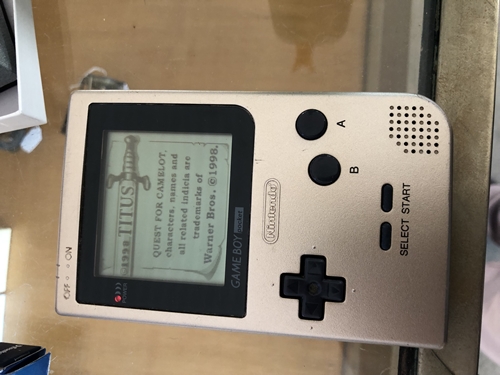 OFF ON
1998 TITUS
QUEST FOR CAMELOT,
characters, names and
all related indicia are
trademarks of
Warner Bros. ©1998.
GAME BOY pocket
Nintendo
A
B
SELECT START